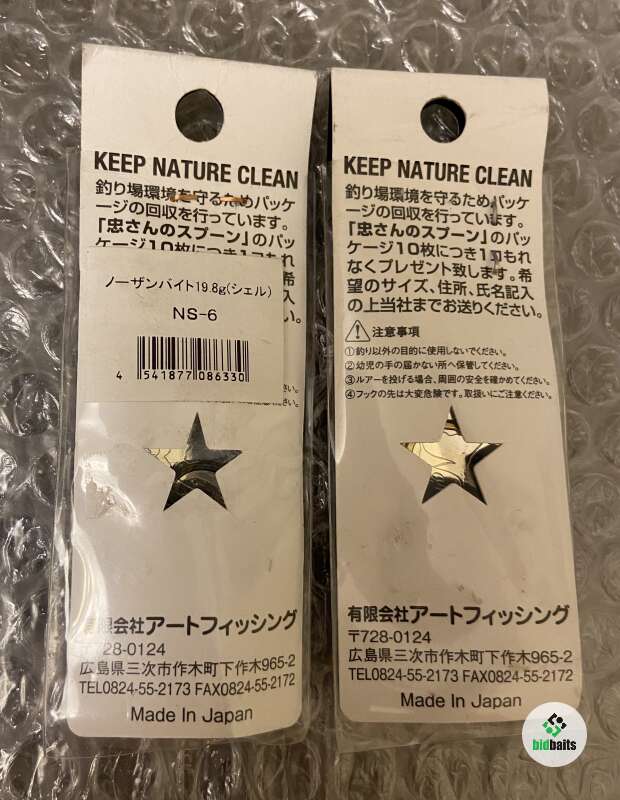 KEEP NATURE CLEAN
釣り場環境を守るためパッケ
ージの回収を行っています。
「忠さんのスプーン」のパッ
ケージ10枚につき1
ノーザンバイト19.8g(シェル)
NS-6
4 541877 086330
有限会社アートフィッシング
〒728-0124
広島県三次市作木町下作木965-2
TEL0824-55-2173 FAX0824-55-2172
Made In Japan
KEEP NATURE CLEAN
釣り場環境を守るためパッケ
ージの回収を行っています。
「忠さんのスプーン」のパッ
ケージ10枚につき1コもれ
なくプレゼント致します。希
望のサイズ、住所、氏名記入
の上当社までお送りください。
注意事項
①釣り以外の目的に使用しないでください。
②幼児の手の届かない所へ保管してください。
③ルアーを投げる場合、周囲の安全を確かめてください。
④フックの先は大変危険です。取扱いにご注意ください。
有限会社アートフィッシング
〒728-0124
広島県三次市作木町下作木965-2
TEL0824-55-2173 FAX0824-55-2172
Made In Japan
bidbaits